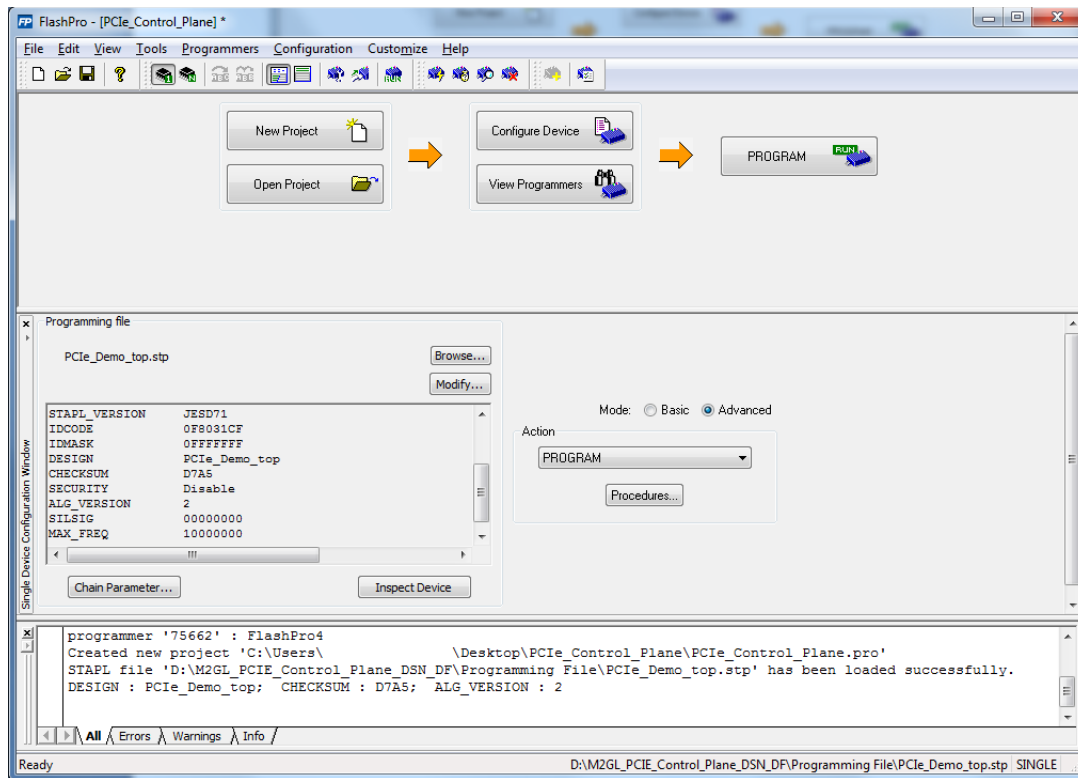 FlashPro - [PCIe_Control_Plane] *
File Edit View Tools Programmers Configuration Customize Help
New Project
Configure Device
PROGRAM
RUN
Open Project
View Programmers
Programming file
PCIe_Demo_top.stp
Browse...
Modify...
STAPL_VERSION JESD71
IDCODE 0F8031CF
IDMASK 0FFFFFFF
DESIGN PCIe_Demo_top
CHECKSUM D7A5
SECURITY Disable
ALG_VERSION 2
SILSIG 00000000
MAX_FREQ 10000000
Chain Parameter...
Inspect Device
Mode: Basic Advanced
Action
PROGRAM
Procedures...
Single Device Configuration Window
programmer '75662' : FlashPro4
Created new project 'C:\Users\ \Desktop\PCIe_Control_Plane\PCIe_Control_Plane.pro'
STAPL file 'D:\M2GL_PCIE_Control_Plane_DSN_DF\Programming File\PCIe_Demo_top.stp' has been loaded successfully.
DESIGN : PCIe_Demo_top; CHECKSUM : D7A5; ALG_VERSION : 2
All Errors Warnings Info
Ready
D:\M2GL_PCIE_Control_Plane_DSN_DF\Programming File\PCIe_Demo_top.stp SINGLE